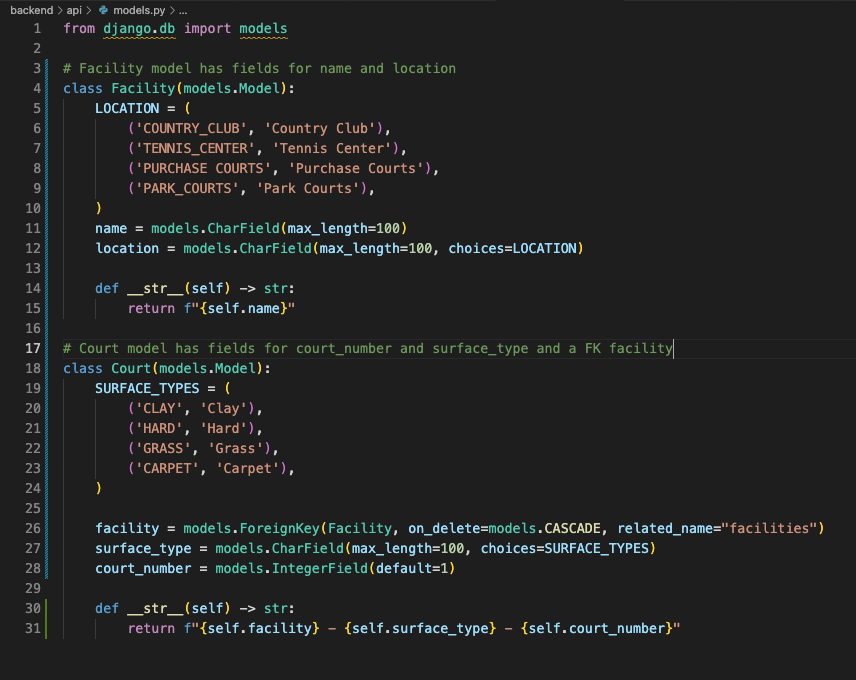 backend > api > models.py > ...
1 from django.db import models
2
3 # Facility model has fields for name and location
4 class Facility(models.Model):
5     LOCATION = (
6         ('COUNTRY_CLUB', 'Country Club'),
7         ('TENNIS_CENTER', 'Tennis Center'),
8         ('PURCHASE COURTS', 'Purchase Courts'),
9         ('PARK_COURTS', 'Park Courts'),
10     )
11     name = models.CharField(max_length=100)
12     location = models.CharField(max_length=100, choices=LOCATION)
13
14     def __str__(self) -> str:
15         return f"{self.name}"
16
17 # Court model has fields for court_number and surface_type and a FK facility
18 class Court(models.Model):
19     SURFACE_TYPES = (
20         ('CLAY', 'Clay'),
21         ('HARD', 'Hard'),
22         ('GRASS', 'Grass'),
23         ('CARPET', 'Carpet'),
24     )
25
26     facility = models.ForeignKey(Facility, on_delete=models.CASCADE, related_name="facilities")
27     surface_type = models.CharField(max_length=100, choices=SURFACE_TYPES)
28     court_number = models.IntegerField(default=1)
29
30     def __str__(self) -> str:
31         return f"{self.facility} - {self.surface_type} - {self.court_number}"